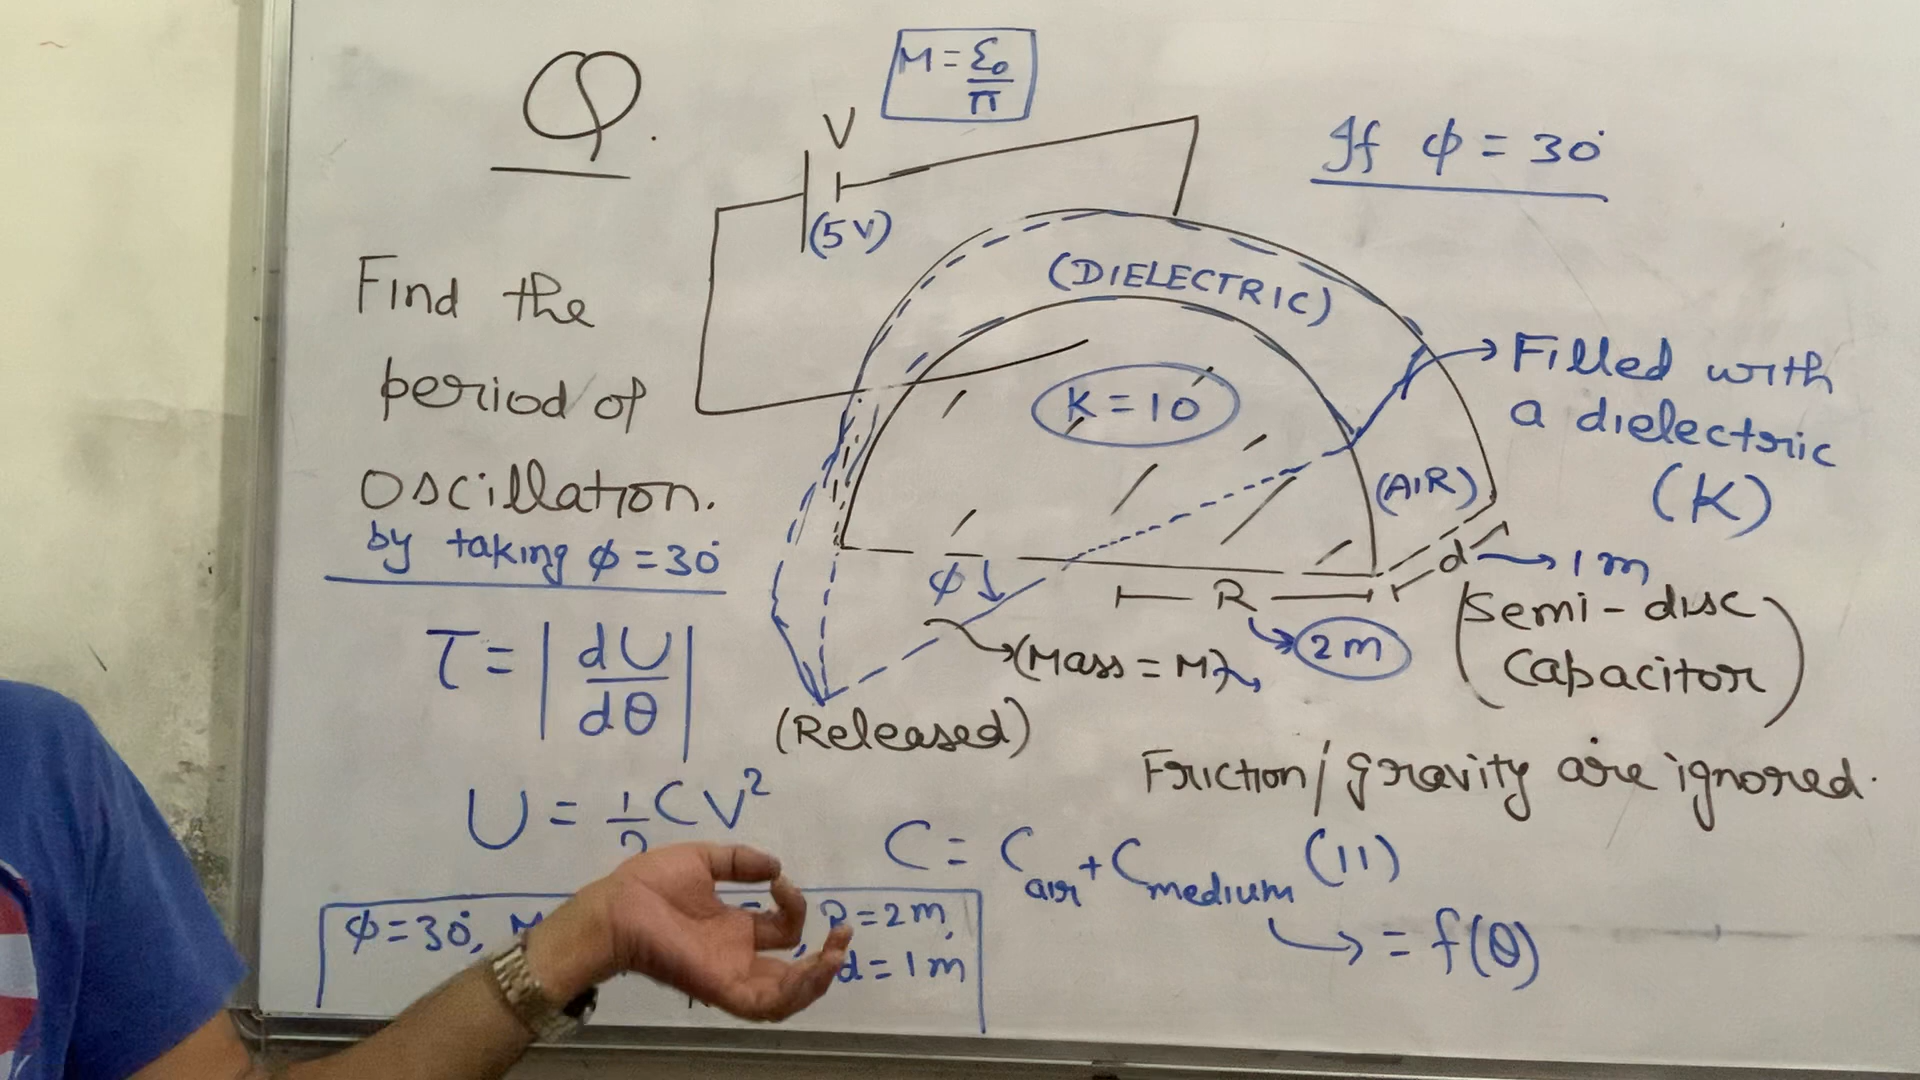 Q.
M = ε₀/π
V
(5V)
If φ = 30°
Find the
period of
oscillation.
by taking φ = 30°
(DIELECTRIC)
K = 10
(AIR)
→ Filled with
a dielectric
(K)
d → 1m
R
→ 2m
φ
→ (Mass = M)
(Semi-disc
Capacitor)
(Released)
τ = |dU/dθ|
Friction/gravity are ignored.
U = ½CV²
C = C_air + C_medium (11)
→ = f(θ)
φ = 30°, R = 2m,
d = 1m